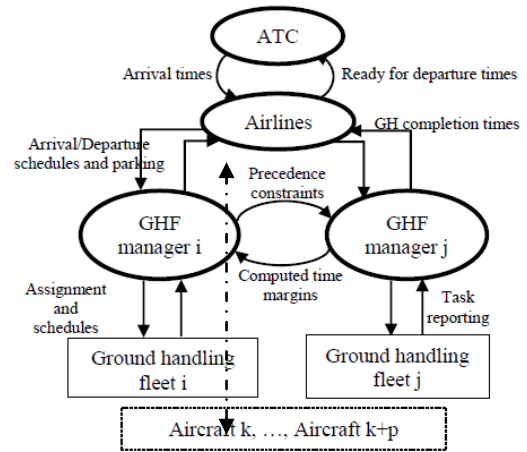 ATC
Arrival times
Ready for departure times
Airlines
Arrival/Departure
schedules and parking
GH completion times
Precedence
constraints
GHF
manager i
GHF
manager j
Computed time
margins
Assignment
and
schedules
Task
reporting
Ground handling
fleet i
Ground handling
fleet j
Aircraft k, …, Aircraft k+p